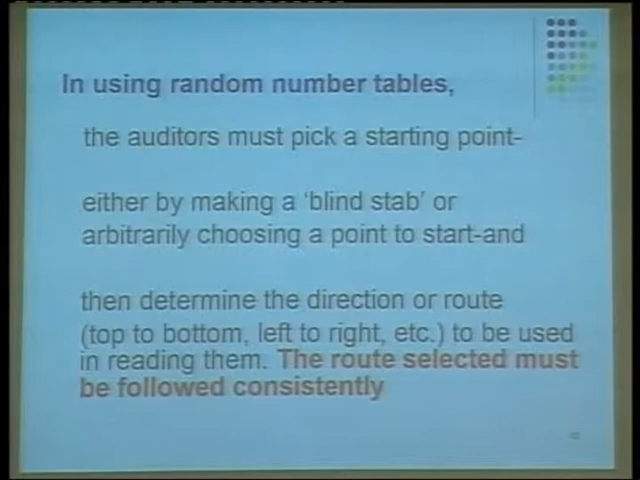 In using random number tables,
the auditors must pick a starting point-
either by making a ‘blind stab’ or
arbitrarily choosing a point to start-and
then determine the direction or route
(top to bottom, left to right, etc.) to be used
in reading them. The route selected must
be followed consistently